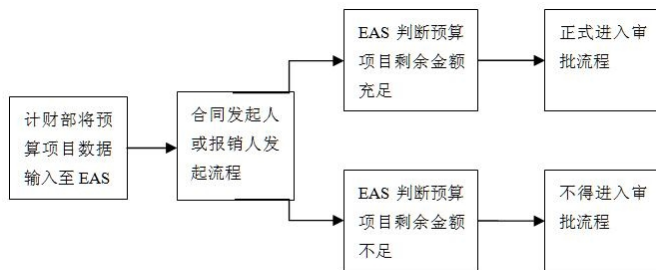 计财部将预
算项目数据
输入至 EAS
合同发起人
或报销人发
起流程
EAS 判断预算
项目剩余金额
充足
正式进入审
批流程
EAS 判断预算
项目剩余金额
不足
不得进入审
批流程